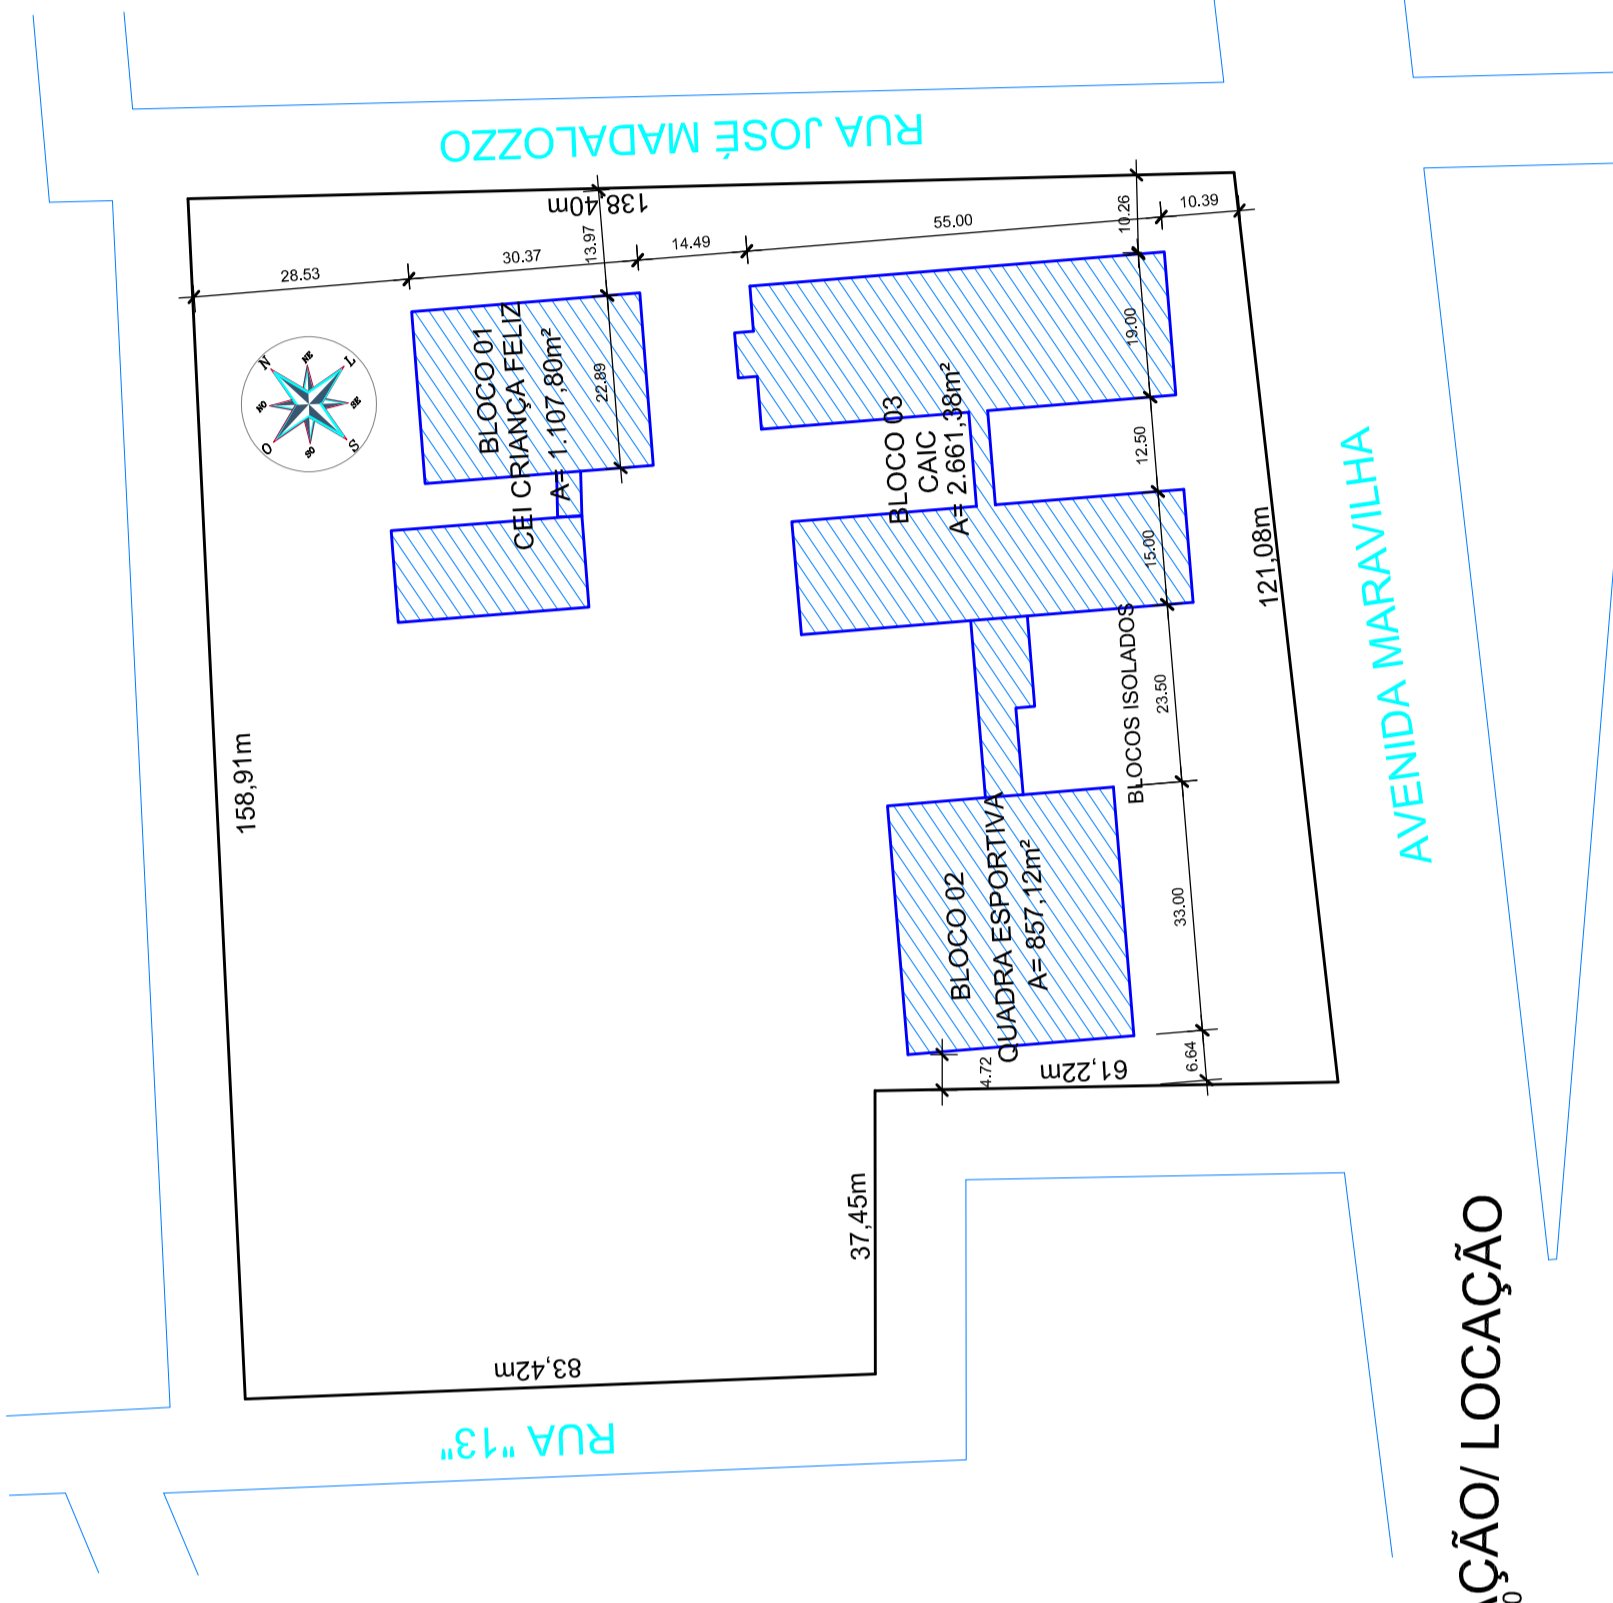 RUA JOSÉ MADALOZZO
138,40m
28.53
30.37
13.97
14.49
55.00
10.26
10.39
N
NE
L
SE
S
SO
O
NO
BLOCO 01
CEI CRIANÇA FELIZ
A= 1.107,80m²
22.89
19.00
BLOCO 03
CAIC
A= 2.661,38m²
12.50
15.00
121,08m
AVENIDA MARAVILHA
BLOCOS ISOLADOS
23.50
158,91m
BLOCO 02
QUADRA ESPORTIVA
A= 857,12m²
33.00
4.72
61,22m
6.64
37,45m
83,42m
RUA "13"
AÇÃO/ LOCAÇÃO